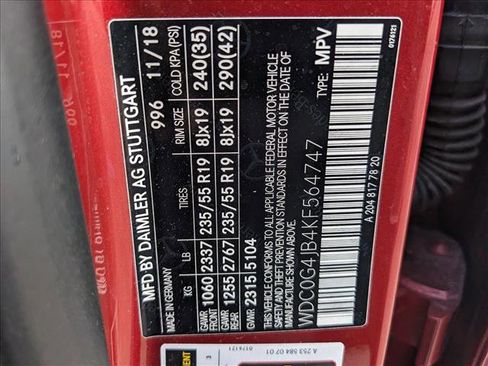 MFD BY DAIMLER AG STUTTGART
996 11/18
KG LB TIRES RIM SIZE COLD KPA(PSI)
GAWR FRONT 1060 2337 235/55 R19 8Jx19 240(35)
GAWR REAR 1255 2767 235/55 R19 8Jx19 290(42)
GVWR 2315 5104
THIS VEHICLE CONFORMS TO ALL APPLICABLE FEDERAL MOTOR VEHICLE
SAFETY AND THEFT PREVENTION STANDARDS IN EFFECT ON THE DATE OF
MANUFACTURE SHOWN ABOVE.
TYPE: MPV
WDC0G4JB4KF564747
A 204 817 78 20
0176121
A 253 584 07 01
0176121
3